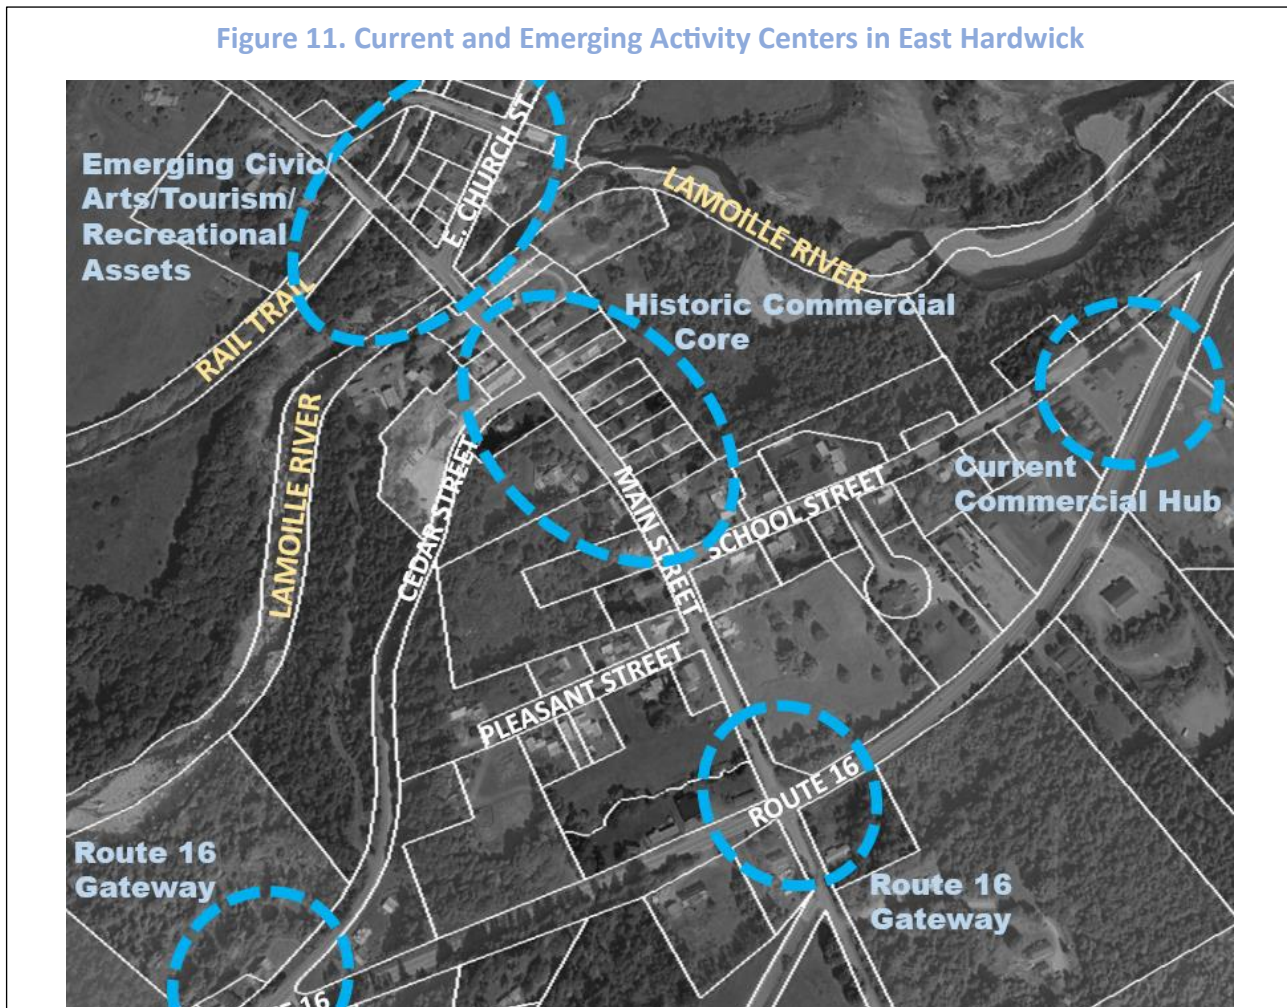 Figure 11. Current and Emerging Activity Centers in East Hardwick
Emerging Civic/
Arts/Tourism/
Recreational
Assets
E. CHURCH ST.
LAMOILLE RIVER
RAIL TRAIL
Historic Commercial
Core
LAMOILLE RIVER
CEDAR STREET
MAIN STREET
SCHOOL STREET
Current
Commercial Hub
PLEASANT STREET
ROUTE 16
Route 16
Gateway
Route 16
Gateway
16